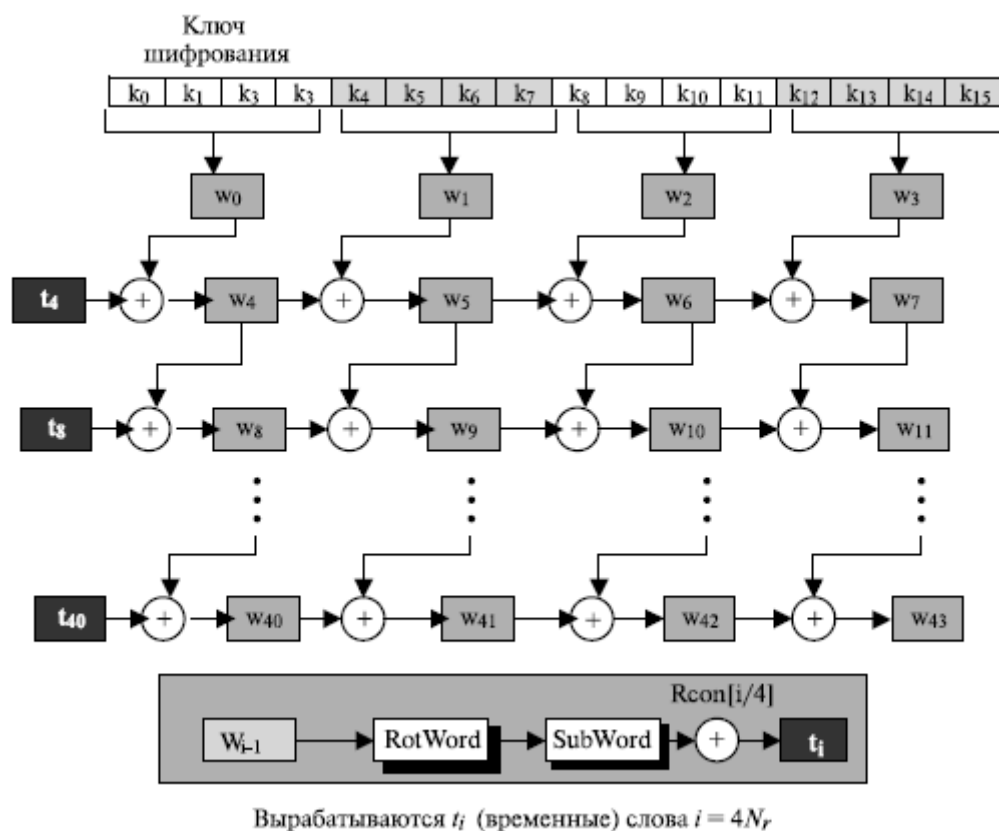 Ключ
шифрования
k0 k1 k3 k3 k4 k5 k6 k7 k8 k9 k10 k11 k12 k13 k14 k15
w0 w1 w2 w3
t4 + w4 + w5 + w6 + w7
t8 + w8 + w9 + w10 + w11
t40 + w40 + w41 + w42 + w43
Rcon[i/4]
Wi-1 RotWord SubWord + ti
Вырабатываются ti (временные) слова i = 4Nr